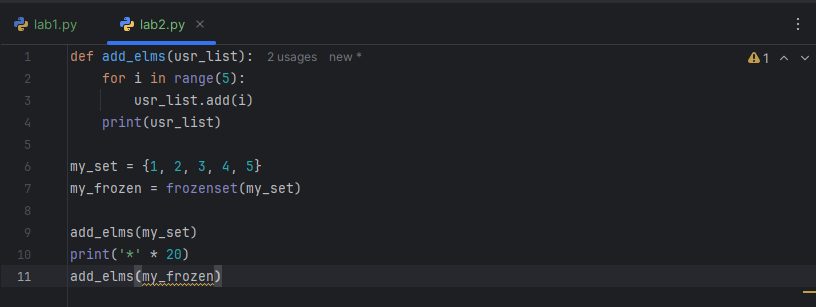 lab1.py lab2.py
1 def add_elms(usr_list): 2 usages new * 1
2     for i in range(5):
3         usr_list.add(i)
4     print(usr_list)
5
6 my_set = {1, 2, 3, 4, 5}
7 my_frozen = frozenset(my_set)
8
9 add_elms(my_set)
10 print('*' * 20)
11 add_elms(my_frozen)